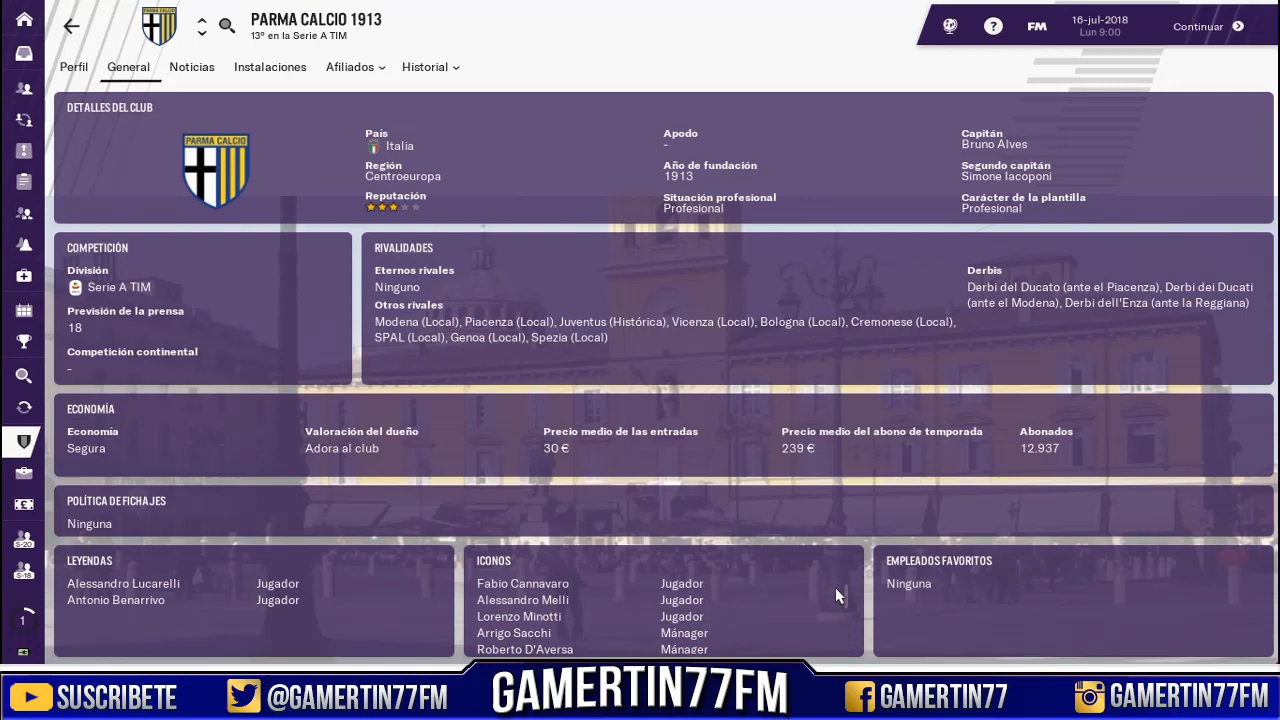 PARMA CALCIO 1913
13º en la Serie A TIM
FM
16-jul-2018
Lun 9:00
Continuar
Perfil
General
Noticias
Instalaciones
Afiliados
Historial
DETALLES DEL CLUB
PARMA CALCIO
País
Italia
Región
Centroeuropa
Reputación
Apodo
-
Año de fundación
1913
Situación profesional
Profesional
Capitán
Bruno Alves
Segundo capitán
Simone Iacoponi
Carácter de la plantilla
Profesional
COMPETICIÓN
División
Serie A TIM
Previsión de la prensa
18
Competición continental
-
RIVALIDADES
Eternos rivales
Ninguno
Otros rivales
Modena (Local), Piacenza (Local), Juventus (Histórica), Vicenza (Local), Bologna (Local), Cremonese (Local),
SPAL (Local), Genoa (Local), Spezia (Local)
Derbis
Derbi del Ducato (ante el Piacenza), Derbi dei Ducati
(ante el Modena), Derbi dell'Enza (ante la Reggiana)
ECONOMÍA
Economía
Segura
Valoración del dueño
Adora al club
Precio medio de las entradas
30 €
Precio medio del abono de temporada
239 €
Abonados
12.937
POLÍTICA DE FICHAJES
Ninguna
LEYENDAS
Alessandro Lucarelli Jugador
Antonio Benarrivo Jugador
ICONOS
Fabio Cannavaro Jugador
Alessandro Melli Jugador
Lorenzo Minotti Jugador
Arrigo Sacchi Mánager
Roberto D'Aversa Mánager
EMPLEADOS FAVORITOS
Ninguna
S-20
S-18
1
SUSCRIBETE
@GAMERTIN77FM
GAMERTIN77FM
GAMERTIN77
GAMERTIN77FM